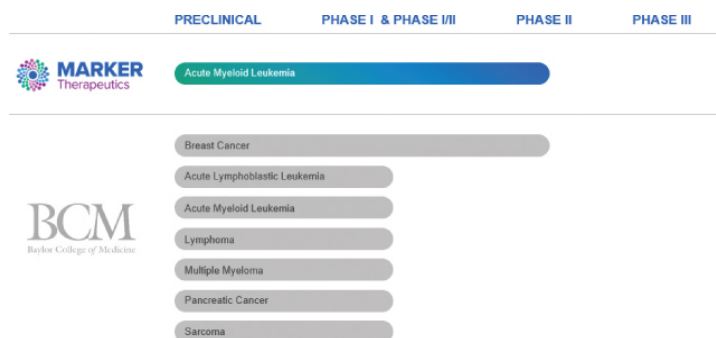 PRECLINICAL PHASE I & PHASE I/II PHASE II PHASE III
MARKER
Therapeutics
Acute Myeloid Leukemia
Breast Cancer
Acute Lymphoblastic Leukemia
Acute Myeloid Leukemia
BCM
Baylor College of Medicine
Lymphoma
Multiple Myeloma
Pancreatic Cancer
Sarcoma